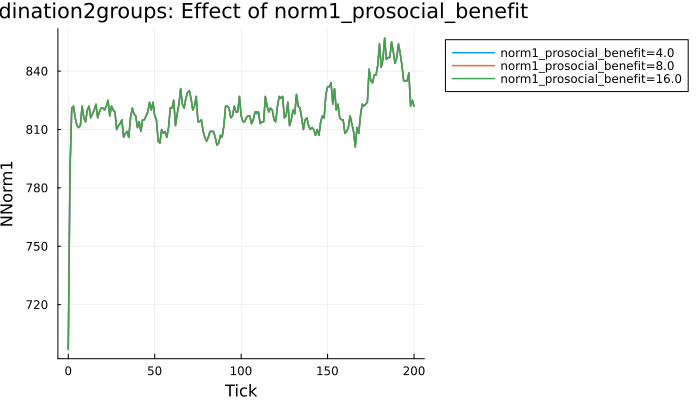 dination2groups: Effect of norm1_prosocial_benefit
norm1_prosocial_benefit=4.0
norm1_prosocial_benefit=8.0
norm1_prosocial_benefit=16.0
NNorm1
840
810
780
750
720
0 50 100 150 200
Tick